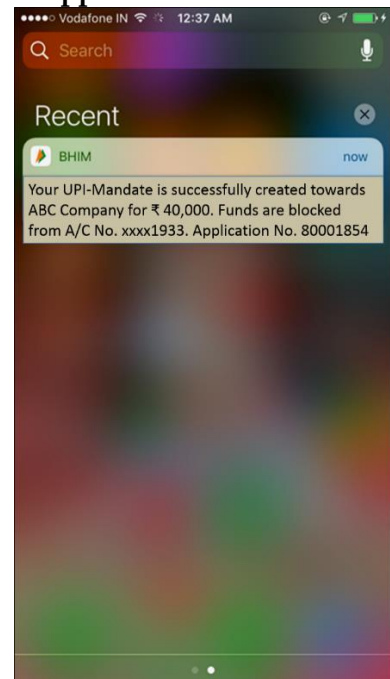 Vodafone IN 12:37 AM
Search
Recent
BHIM now
Your UPI-Mandate is successfully created towards
ABC Company for ₹ 40,000. Funds are blocked
from A/C No. xxxx1933. Application No. 80001854